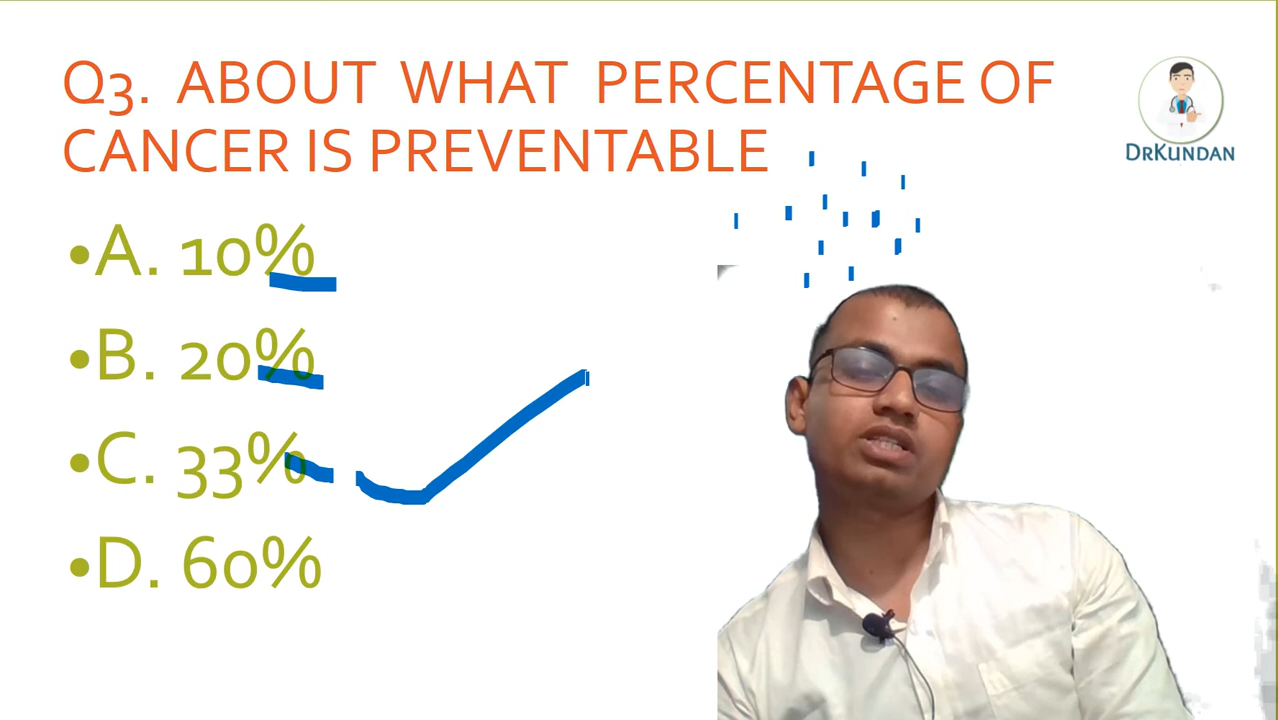 Q3. ABOUT WHAT PERCENTAGE OF
CANCER IS PREVENTABLE
DRKUNDAN
•A. 10%
•B. 20%
•C. 33%
•D. 60%